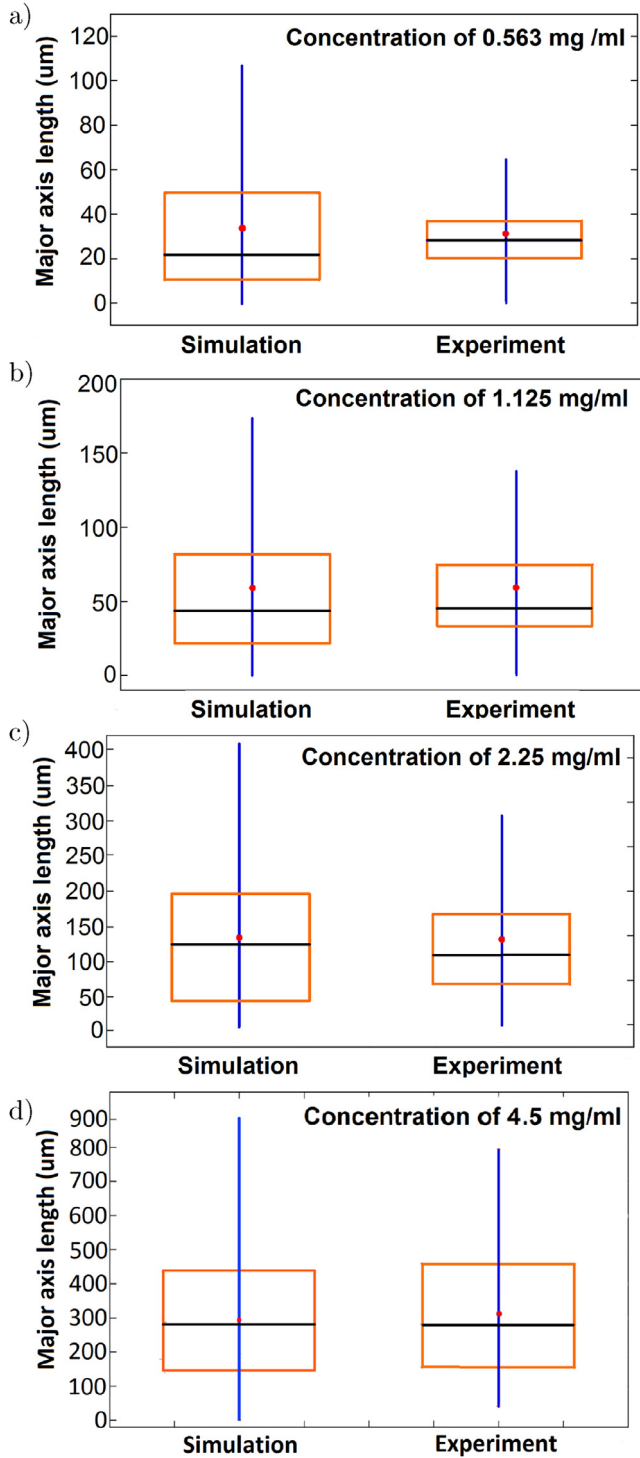 a)
Concentration of 0.563 mg /ml
Major axis length (um)
120
100
80
60
40
20
0
Simulation Experiment
b)
Concentration of 1.125 mg/ml
Major axis length (um)
200
150
100
50
0
Simulation Experiment
c)
Concentration of 2.25 mg/ml
Major axis length (um)
400
350
300
250
200
150
100
50
0
Simulation Experiment
d)
Concentration of 4.5 mg/ml
Major axis length (um)
900
800
700
600
500
400
300
200
100
0
Simulation Experiment